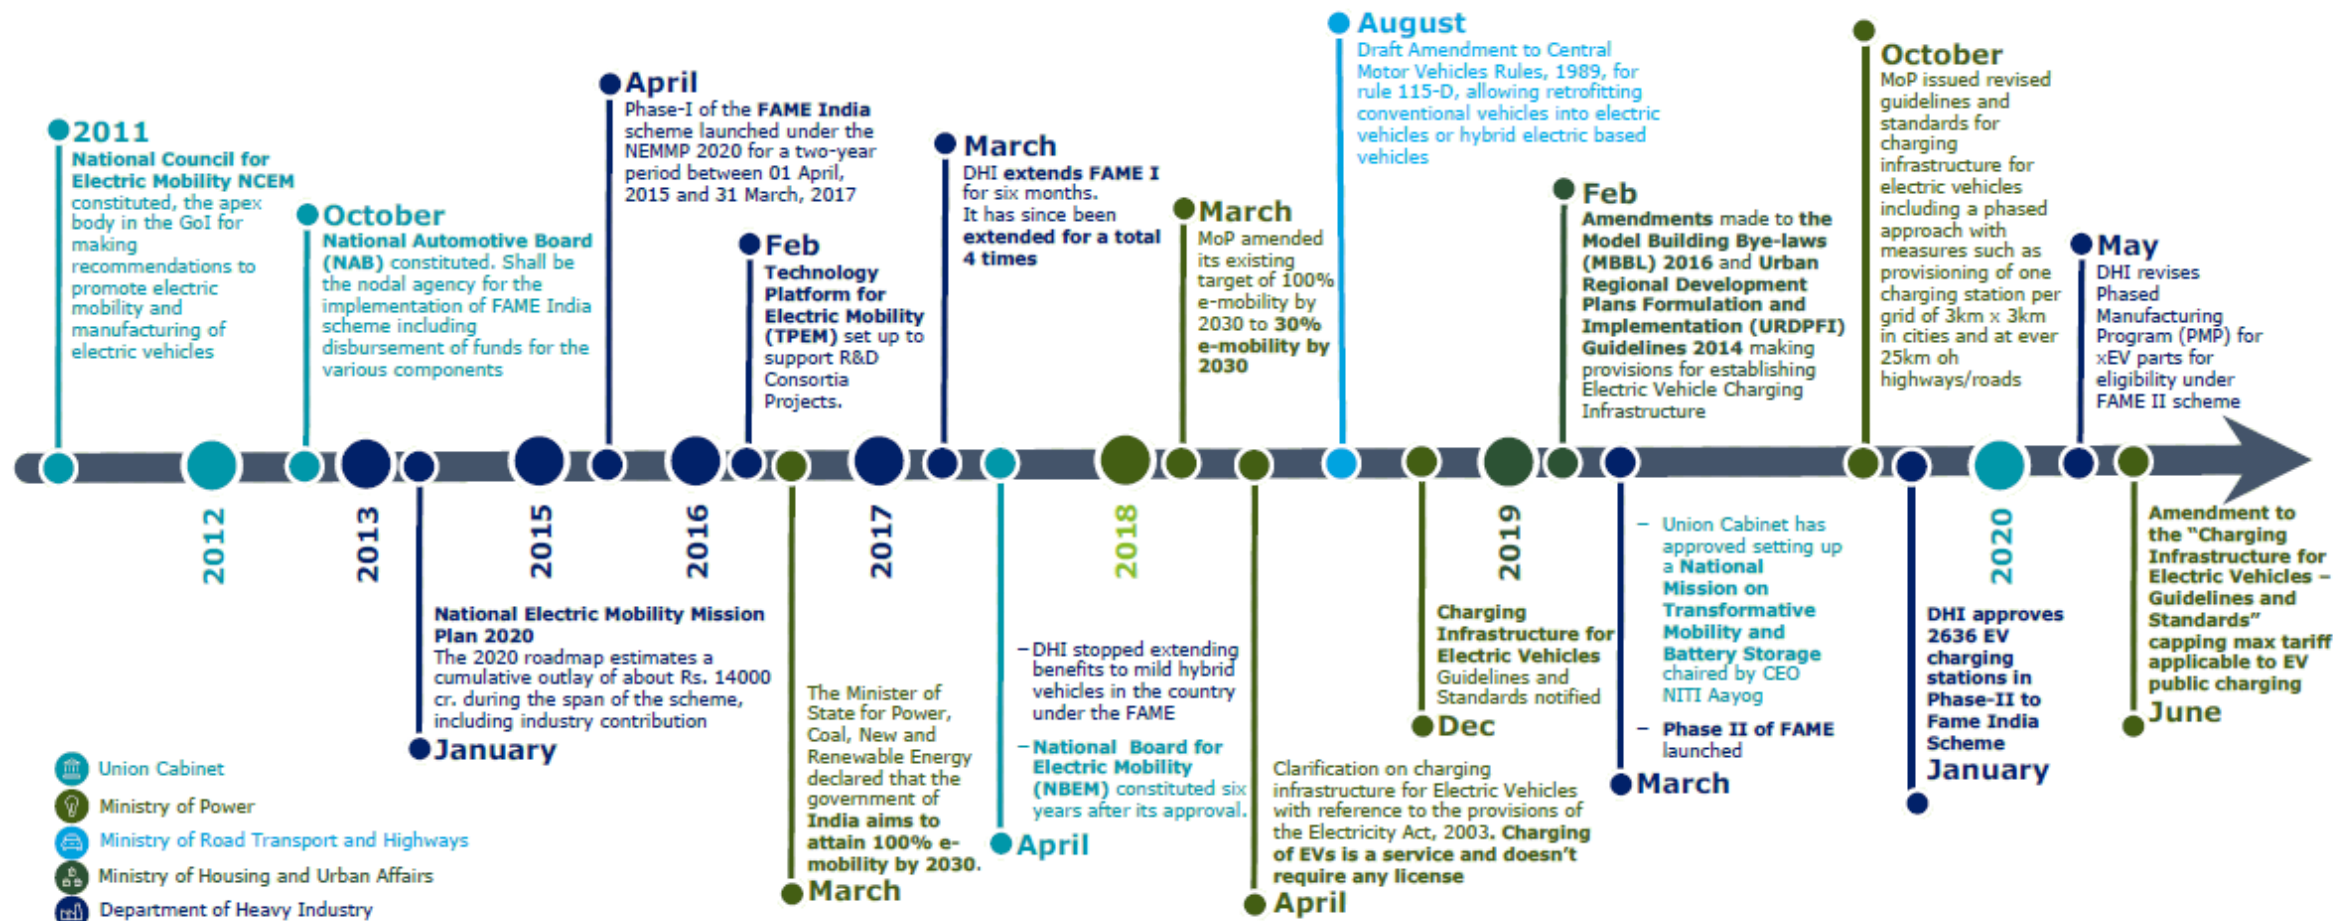 2011
National Council for
Electric Mobility NCEM
constituted, the apex
body in the GoI for
making
recommendations to
promote electric
mobility and
manufacturing of
electric vehicles
October
National Automotive Board
(NAB) constituted. Shall be
the nodal agency for the
implementation of FAME India
scheme including
disbursement of funds for the
various components
April
Phase-I of the FAME India
scheme launched under the
NEMMP 2020 for a two-year
period between 01 April,
2015 and 31 March, 2017
Feb
Technology
Platform for
Electric Mobility
(TPEM) set up to
support R&D
Consortia
Projects.
March
DHI extends FAME I
for six months.
It has since been
extended for a total
4 times
March
MoP amended
its existing
target of 100%
e-mobility by
2030 to 30%
e-mobility by
2030
August
Draft Amendment to Central
Motor Vehicles Rules, 1989, for
rule 115-D, allowing retrofitting
conventional vehicles into electric
vehicles or hybrid electric based
vehicles
Feb
Amendments made to the
Model Building Bye-laws
(MBBL) 2016 and Urban
Regional Development
Plans Formulation and
Implementation (URDPFI)
Guidelines 2014 making
provisions for establishing
Electric Vehicle Charging
Infrastructure
October
MoP issued revised
guidelines and
standards for
charging
infrastructure for
electric vehicles
including a phased
approach with
measures such as
provisioning of one
charging station per
grid of 3km x 3km
in cities and at ever
25km oh
highways/roads
May
DHI revises
Phased
Manufacturing
Program (PMP) for
xEV parts for
eligibility under
FAME II scheme
2012
2013
2015
2016
2017
2018
2019
2020
National Electric Mobility Mission
Plan 2020
The 2020 roadmap estimates a
cumulative outlay of about Rs. 14000
cr. during the span of the scheme,
including industry contribution
January
The Minister of
State for Power,
Coal, New and
Renewable Energy
declared that the
government of
India aims to
attain 100% e-
mobility by 2030.
March
– DHI stopped extending
benefits to mild hybrid
vehicles in the country
under the FAME
– National Board for
Electric Mobility
(NBEM) constituted six
years after its approval.
April
Clarification on charging
infrastructure for Electric Vehicles
with reference to the provisions of
the Electricity Act, 2003. Charging
of EVs is a service and doesn't
require any license
April
Charging
Infrastructure for
Electric Vehicles
Guidelines and
Standards notified
Dec
– Union Cabinet has
approved setting up
a National
Mission on
Transformative
Mobility and
Battery Storage
chaired by CEO
NITI Aayog
– Phase II of FAME
launched
March
DHI approves
2636 EV
charging
stations in
Phase-II to
Fame India
Scheme
January
Amendment to
the "Charging
Infrastructure for
Electric Vehicles –
Guidelines and
Standards"
capping max tariff
applicable to EV
public charging
June
Union Cabinet
Ministry of Power
Ministry of Road Transport and Highways
Ministry of Housing and Urban Affairs
Department of Heavy Industry